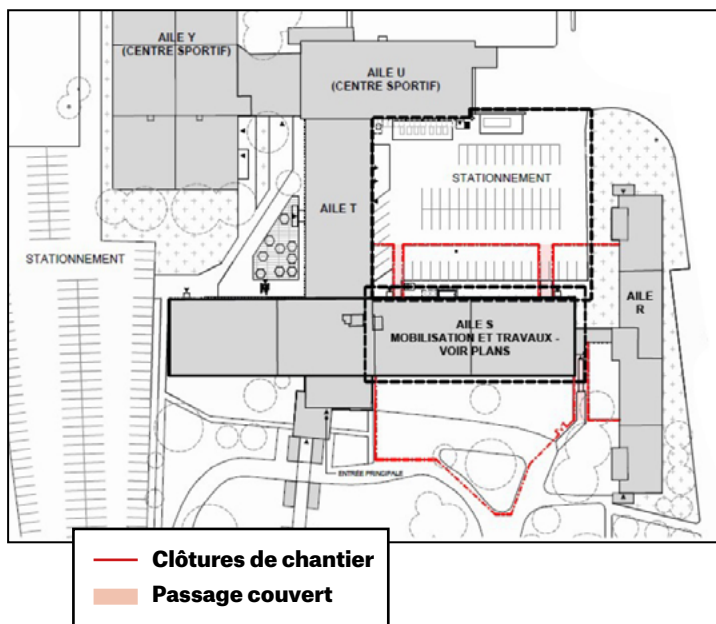 AILE Y
(CENTRE SPORTIF)
AILE U
(CENTRE SPORTIF)
STATIONNEMENT
AILE T
STATIONNEMENT
AILE S
MOBILISATION ET TRAVAUX -
VOIR PLANS
AILE
R
ENTRÉE PRINCIPALE
Clôtures de chantier
Passage couvert